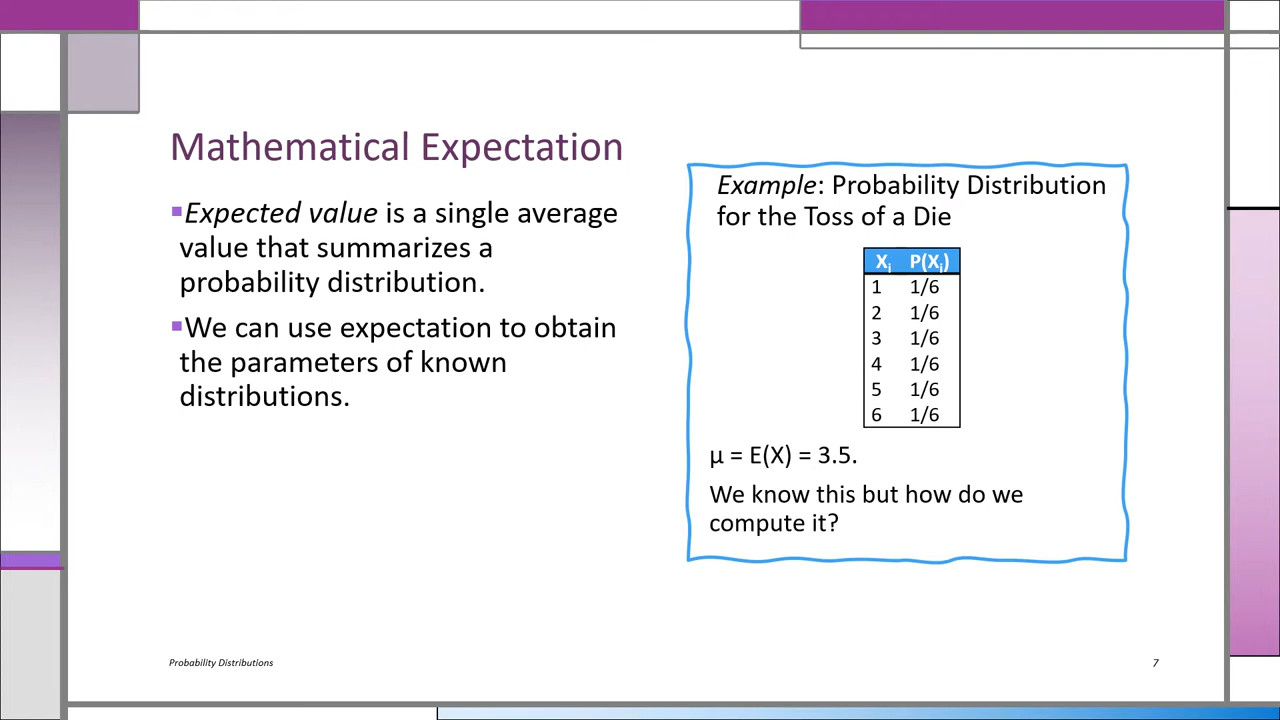 Mathematical Expectation
▪Expected value is a single average
value that summarizes a
probability distribution.
▪We can use expectation to obtain
the parameters of known
distributions.
Example: Probability Distribution
for the Toss of a Die
Xi P(Xi)
1 1/6
2 1/6
3 1/6
4 1/6
5 1/6
6 1/6
μ = E(X) = 3.5.
We know this but how do we
compute it?
Probability Distributions
7